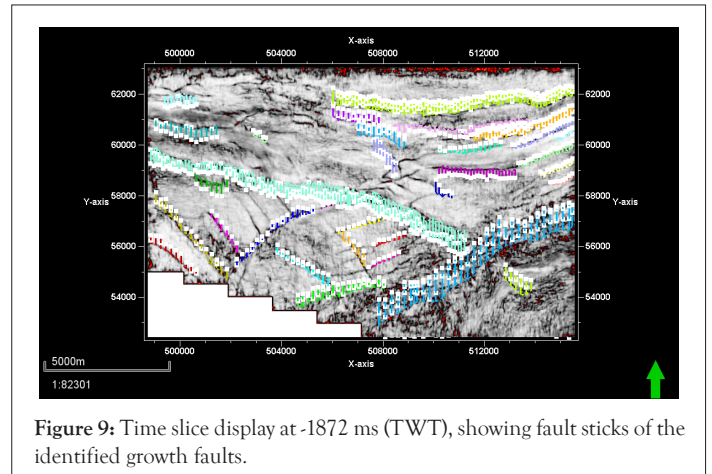 X-axis
500000 504000 508000 512000
62000 62000
60000 60000
58000 58000
Y-axis Y-axis
56000 56000
54000 54000
500000 504000 508000 512000
X-axis
5000m
1:82301
Figure 9: Time slice display at -1872 ms (TWT), showing fault sticks of the
identified growth faults.